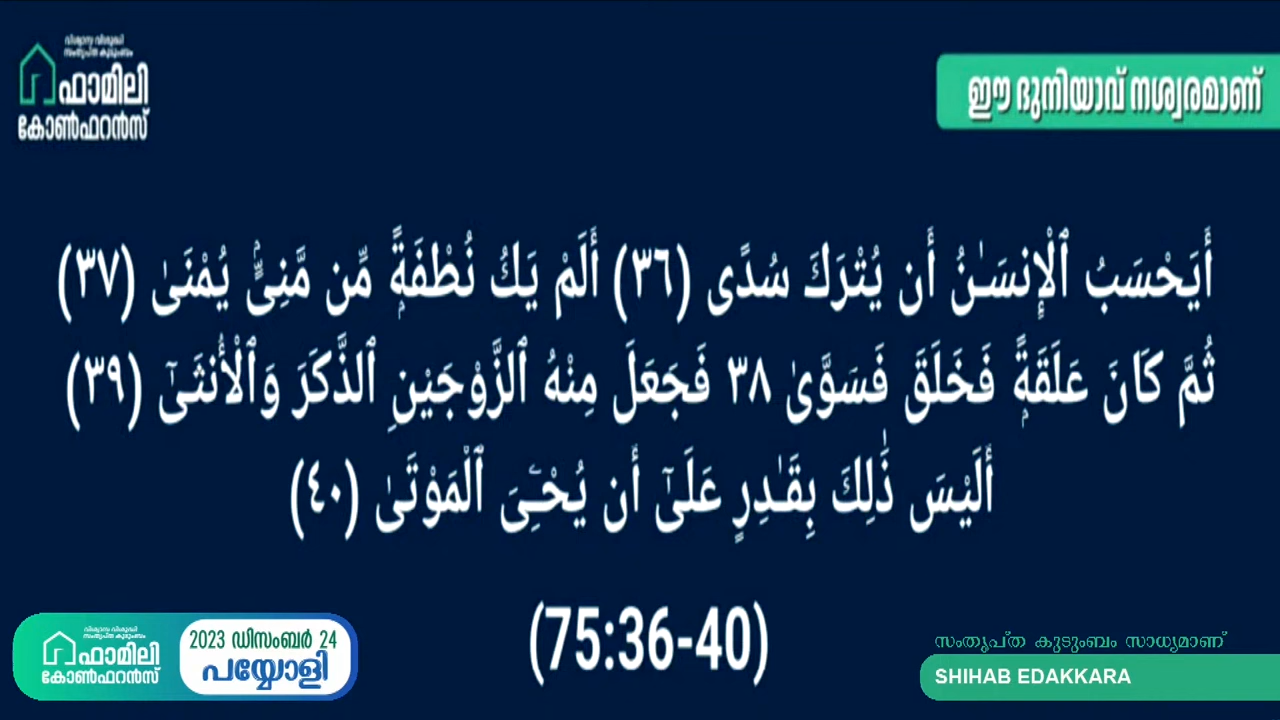 വിശ്വാസ വിശുദ്ധി
സംതൃപ്ത കുടുംബം
ഫാമിലി
കോൺഫറൻസ്
ഈ ദുനിയാവ് നശ്വരമാണ്
أَيَحْسَبُ ٱلْإِنسَـٰنُ أَن يُتْرَكَ سُدًى (٣٦) أَلَمْ يَكُ نُطْفَةًۭ مِّن مَّنِىٍّۢ يُمْنَىٰ (٣٧)
ثُمَّ كَانَ عَلَقَةًۭ فَخَلَقَ فَسَوَّىٰ ٣٨ فَجَعَلَ مِنْهُ ٱلزَّوْجَيْنِ ٱلذَّكَرَ وَٱلْأُنثَىٰٓ (٣٩)
أَلَيْسَ ذَٰلِكَ بِقَـٰدِرٍ عَلَىٰٓ أَن يُحْـِۧىَ ٱلْمَوْتَىٰ (٤٠)
(75:36-40)
വിശ്വാസ വിശുദ്ധി
സംതൃപ്ത കുടുംബം
ഫാമിലി
കോൺഫറൻസ്
2023 ഡിസംബർ 24
പയ്യോളി
സംതൃപ്ത കുടുംബം സാധ്യമാണ്
SHIHAB EDAKKARA